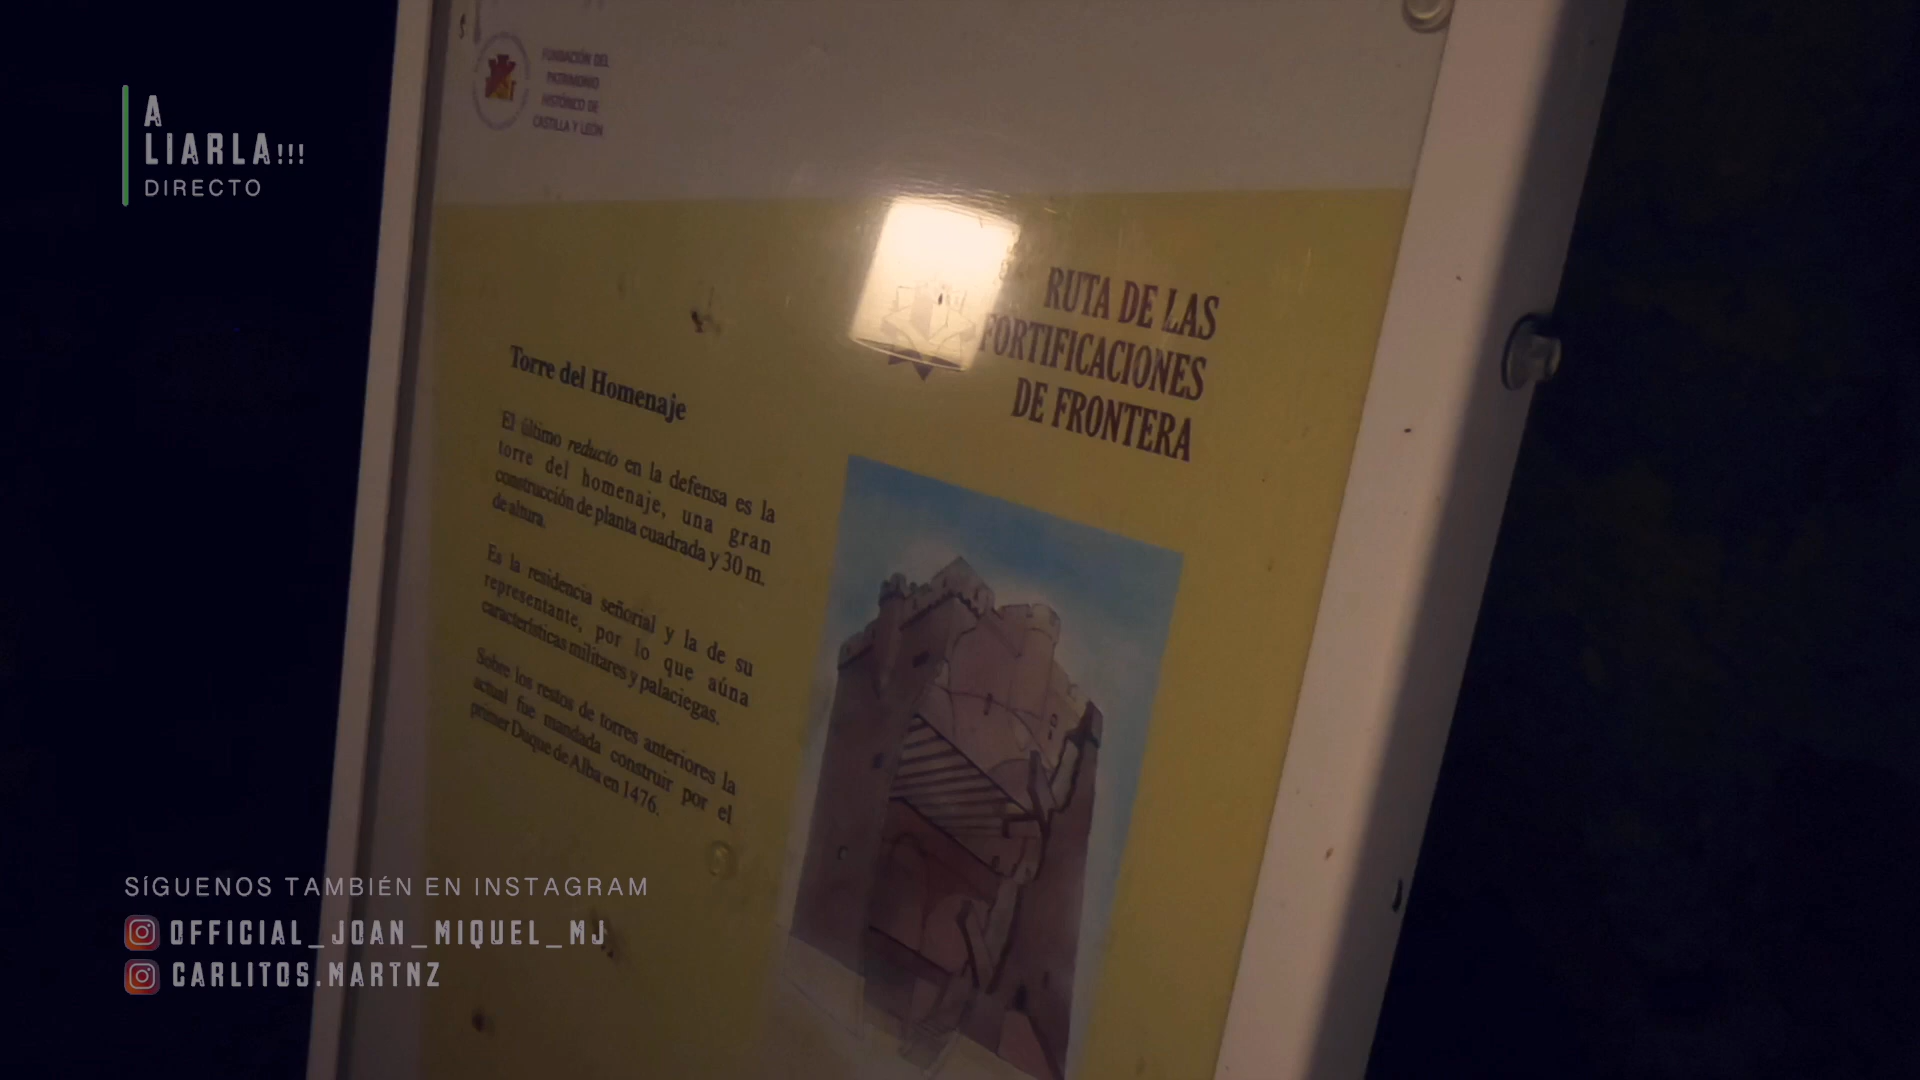 A
LIARLA!!!
DIRECTO
FUNDACIÓN DEL
PATRIMONIO
HISTÓRICO DE
CASTILLA Y LEÓN
RUTA DE LAS
FORTIFICACIONES
DE FRONTERA
Torre del Homenaje
El último reducto en la defensa es la
torre del homenaje, una gran
construcción de planta cuadrada y 30 m.
de altura.
Es la residencia señorial y la de su
representante, por lo que aúna
características militares y palaciegas.
Sobre los restos de torres anteriores la
actual fue mandada construir por el
primer Duque de Alba en 1476.
SÍGUENOS TAMBIÉN EN INSTAGRAM
OFFICIAL_JOAN_MIQUEL_MJ
CARLITOS.MARTNZ